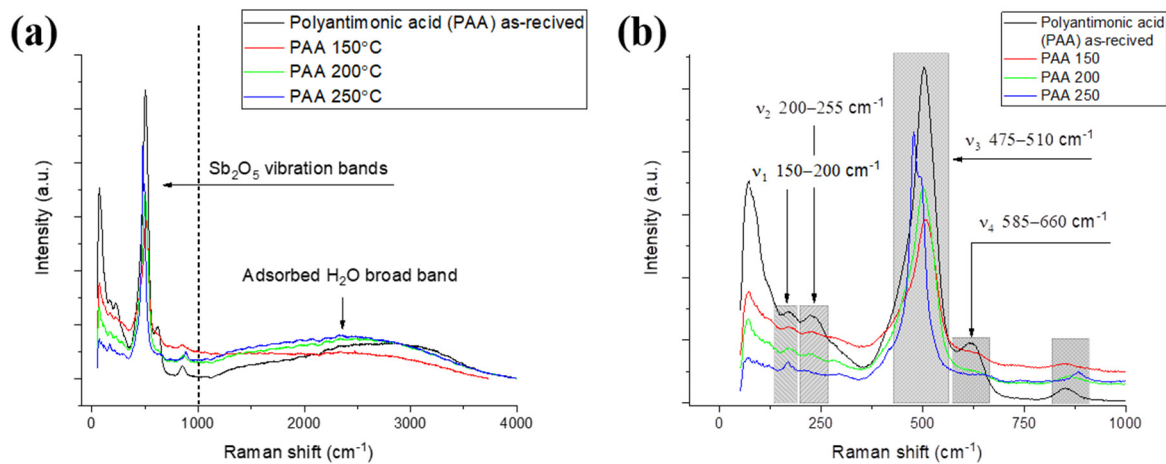 (a)
Polyantimonic acid (PAA) as-recived
PAA 150°C
PAA 200°C
PAA 250°C
Sb₂O₅ vibration bands
Adsorbed H₂O broad band
Intensity (a.u.)
0 1000 2000 3000 4000
Raman shift (cm⁻¹)
(b)
Polyantimonic acid
(PAA) as-recived
PAA 150
PAA 200
PAA 250
ν₂ 200–255 cm⁻¹
ν₁ 150–200 cm⁻¹
ν₃ 475–510 cm⁻¹
ν₄ 585–660 cm⁻¹
Intensity (a.u.)
0 250 500 750 1000
Raman shift (cm⁻¹)